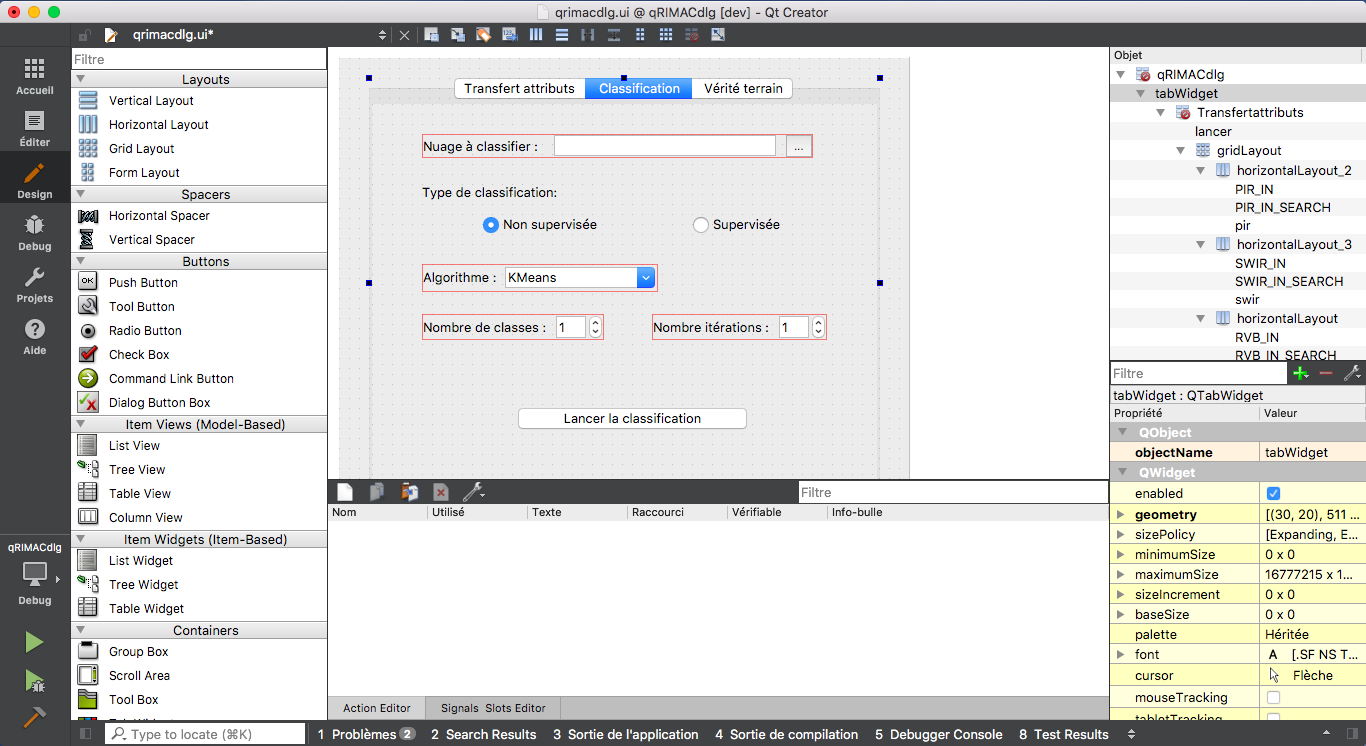 qrimacdlg.ui @ qRIMACdlg [dev] - Qt Creator
qrimacdlg.ui*
Accueil
Éditer
Design
Debug
Projets
Aide
qRIMACdlg
Debug
Filtre
Layouts
Vertical Layout
Horizontal Layout
Grid Layout
Form Layout
Spacers
Horizontal Spacer
Vertical Spacer
Buttons
OK
Push Button
Tool Button
Radio Button
Check Box
Command Link Button
Dialog Button Box
Item Views (Model-Based)
List View
Tree View
Table View
Column View
Item Widgets (Item-Based)
List Widget
Tree Widget
Table Widget
Containers
Group Box
Scroll Area
Tool Box
Transfert attributs Classification Vérité terrain
Nuage à classifier : ...
Type de classification:
Non supervisée Supervisée
Algorithme : KMeans
Nombre de classes : 1 Nombre itérations : 1
Lancer la classification
Filtre
Nom Utilisé Texte Raccourci Vérifiable Info-bulle
Action Editor Signals Slots Editor
Objet
qRIMACdlg
tabWidget
Transfertattributs
lancer
gridLayout
horizontalLayout_2
PIR_IN
PIR_IN_SEARCH
pir
horizontalLayout_3
SWIR_IN
SWIR_IN_SEARCH
swir
horizontalLayout
RVB_IN
RVB_IN_SEARCH
Filtre
tabWidget : QTabWidget
Propriété Valeur
QObject
objectName tabWidget
QWidget
enabled
geometry [(30, 20), 511 ...
sizePolicy [Expanding, E...
minimumSize 0 x 0
maximumSize 16777215 x 1...
sizeIncrement 0 x 0
baseSize 0 x 0
palette Héritée
font A [.SF NS T...
cursor Flèche
mouseTracking
tabletTracking
Type to locate (⌘K) 1 Problèmes 2 2 Search Results 3 Sortie de l'application 4 Sortie de compilation 5 Debugger Console 8 Test Results